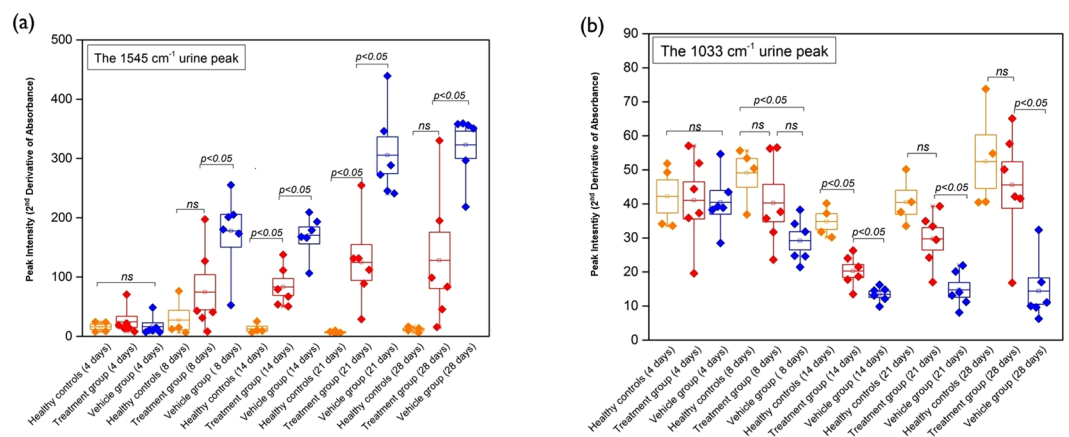 (a)
The 1545 cm⁻¹ urine peak
Peak Intensity (2nd Derivative of Absorbance)
500
400
300
200
100
0
ns
ns
p<0.05
p<0.05
p<0.05
p<0.05
p<0.05
ns
p<0.05
Healthy controls (4 days)
Treatment group (4 days)
Vehicle group (4 days)
Healthy controls (8 days)
Treatment group (8 days)
Vehicle group ( 8 days)
Healthy controls (14 days)
Treatment group (14 days)
Vehicle group (14 days)
Healthy controls (21 days)
Treatment group (21 days)
Vehicle group (21 days)
Healthy controls (28 days)
Treatment group (28 days)
Vehicle group (28 days)
(b)
The 1033 cm⁻¹ urine peak
Peak Intensity (2nd Derivative of Absorbance)
90
80
70
60
50
40
30
20
10
0
ns
p<0.05
ns
ns
p<0.05
p<0.05
ns
p<0.05
ns
p<0.05
Healthy controls (4 days)
Treatment group (4 days)
Vehicle group (4 days)
Healthy controls (8 days)
Treatment group (8 days)
Vehicle group ( 8 days)
Healthy controls (14 days)
Treatment group (14 days)
Vehicle group (14 days)
Healthy controls (21 days)
Treatment group (21 days)
Vehicle group (21 days)
Healthy controls (28 days)
Treatment group (28 days)
Vehicle group (28 days)